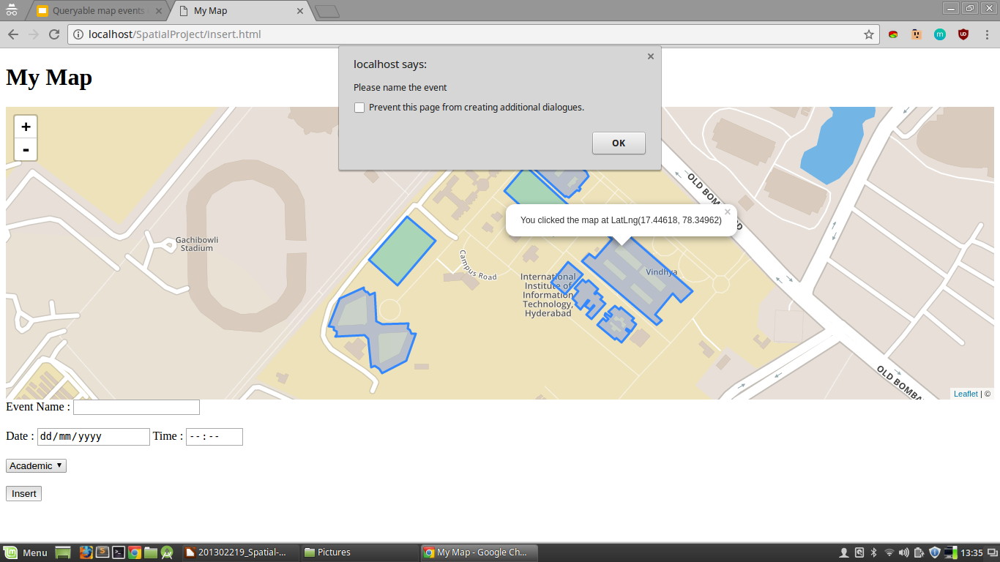 Queryable map events
My Map
localhost/SpatialProject/Insert.html
localhost says:
Please name the event
Prevent this page from creating additional dialogues.
OK
My Map
+
-
OLD BOM
D
You clicked the map at LatLng(17.44618, 78.34962)
Gachibowli
Stadium
Campus Road
Vindhya
International
Institute of
Information
Technology,
Hyderabad
OLD BOMBA
Leaflet | ©
Event Name :
Date : dd/mm/yyyy Time : --:--
Academic
Insert
Menu
201302219_Spatial-...
Pictures
My Map - Google Ch...
13:35